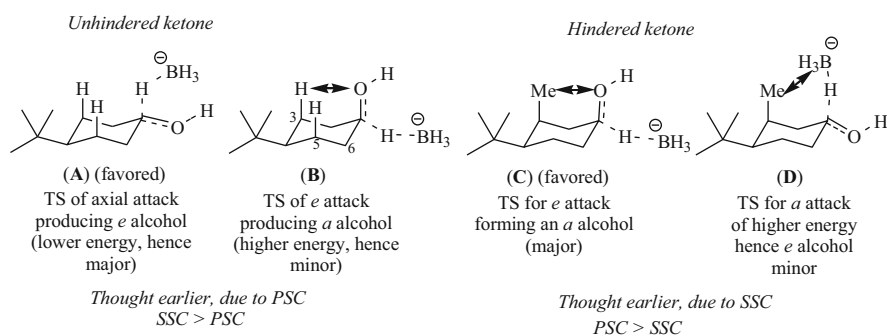 Unhindered ketone
Hindered ketone
H
H
H
⊖
BH3
O
H
(A) (favored)
TS of axial attack
producing e alcohol
(lower energy, hence
major)
H
O
H
H
3
5
6
H
⊖
BH3
(B)
TS of e attack
producing a alcohol
(higher energy, hence
minor)
Me
O
H
H
⊖
BH3
(C) (favored)
TS for e attack
forming an a alcohol
(major)
⊖
H3B
H
Me
O
H
(D)
TS for a attack
of higher energy
hence e alcohol
minor
Thought earlier, due to PSC
SSC > PSC
Thought earlier, due to SSC
PSC > SSC